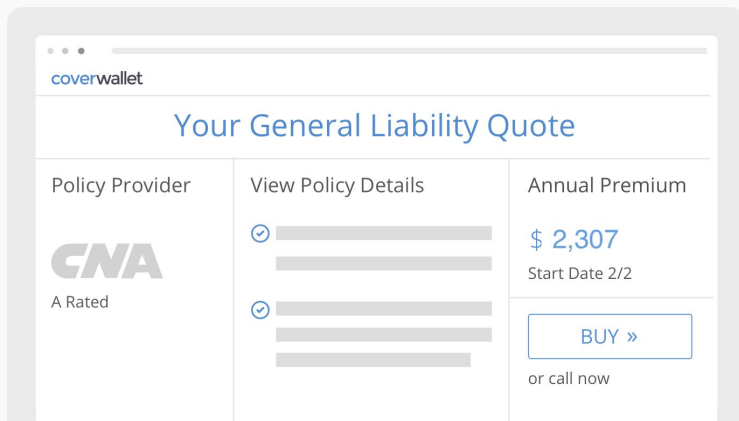 coverwallet
Your General Liability Quote
Policy Provider
CNA
A Rated
View Policy Details
Annual Premium
$ 2,307
Start Date 2/2
BUY »
or call now